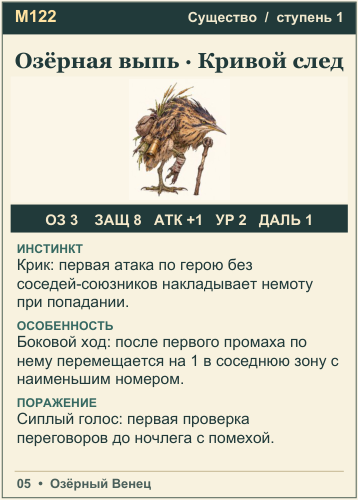 M122
Существо / ступень 1
Озёрная выпь · Кривой след
ОЗ 3 ЗАЩ 8 АТК +1 УР 2 ДАЛЬ 1
ИНСТИНКТ
Крик: первая атака по герою без
соседей-союзников накладывает немоту
при попадании.
ОСОБЕННОСТЬ
Боковой ход: после первого промаха по
нему перемещается на 1 в соседнюю зону с
наименьшим номером.
ПОРАЖЕНИЕ
Сиплый голос: первая проверка
переговоров до ночлега с помехой.
05 • Озёрный Венец